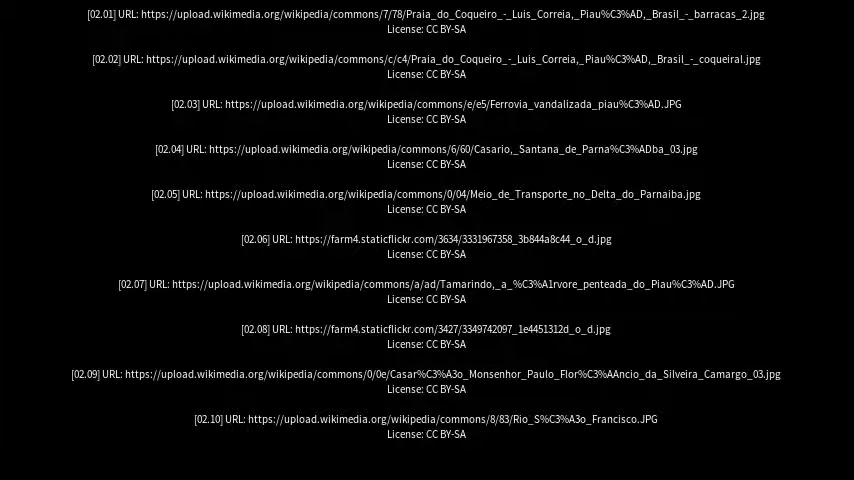 [02.01] URL: https://upload.wikimedia.org/wikipedia/commons/7/78/Praia_do_Coqueiro_-_Luis_Correia,_Piau%C3%AD,_Brasil_-_barracas_2.jpg
License: CC BY-SA
[02.02] URL: https://upload.wikimedia.org/wikipedia/commons/c/c4/Praia_do_Coqueiro_-_Luis_Correia,_Piau%C3%AD,_Brasil_-_coqueiral.jpg
License: CC BY-SA
[02.03] URL: https://upload.wikimedia.org/wikipedia/commons/e/e5/Ferrovia_vandalizada_piau%C3%AD.JPG
License: CC BY-SA
[02.04] URL: https://upload.wikimedia.org/wikipedia/commons/6/60/Casario,_Santana_de_Parna%C3%ADba_03.jpg
License: CC BY-SA
[02.05] URL: https://upload.wikimedia.org/wikipedia/commons/0/04/Meio_de_Transporte_no_Delta_do_Parnaiba.jpg
License: CC BY-SA
[02.06] URL: https://farm4.staticflickr.com/3634/3331967358_3b844a8c44_o_d.jpg
License: CC BY-SA
[02.07] URL: https://upload.wikimedia.org/wikipedia/commons/a/ad/Tamarindo,_a_%C3%A1rvore_penteada_do_Piau%C3%AD.JPG
License: CC BY-SA
[02.08] URL: https://farm4.staticflickr.com/3427/3349742097_1e4451312d_o_d.jpg
License: CC BY-SA
[02.09] URL: https://upload.wikimedia.org/wikipedia/commons/0/0e/Casar%C3%A3o_Monsenhor_Paulo_Flor%C3%AAncio_da_Silveira_Camargo_03.jpg
License: CC BY-SA
[02.10] URL: https://upload.wikimedia.org/wikipedia/commons/8/83/Rio_S%C3%A3o_Francisco.JPG
License: CC BY-SA